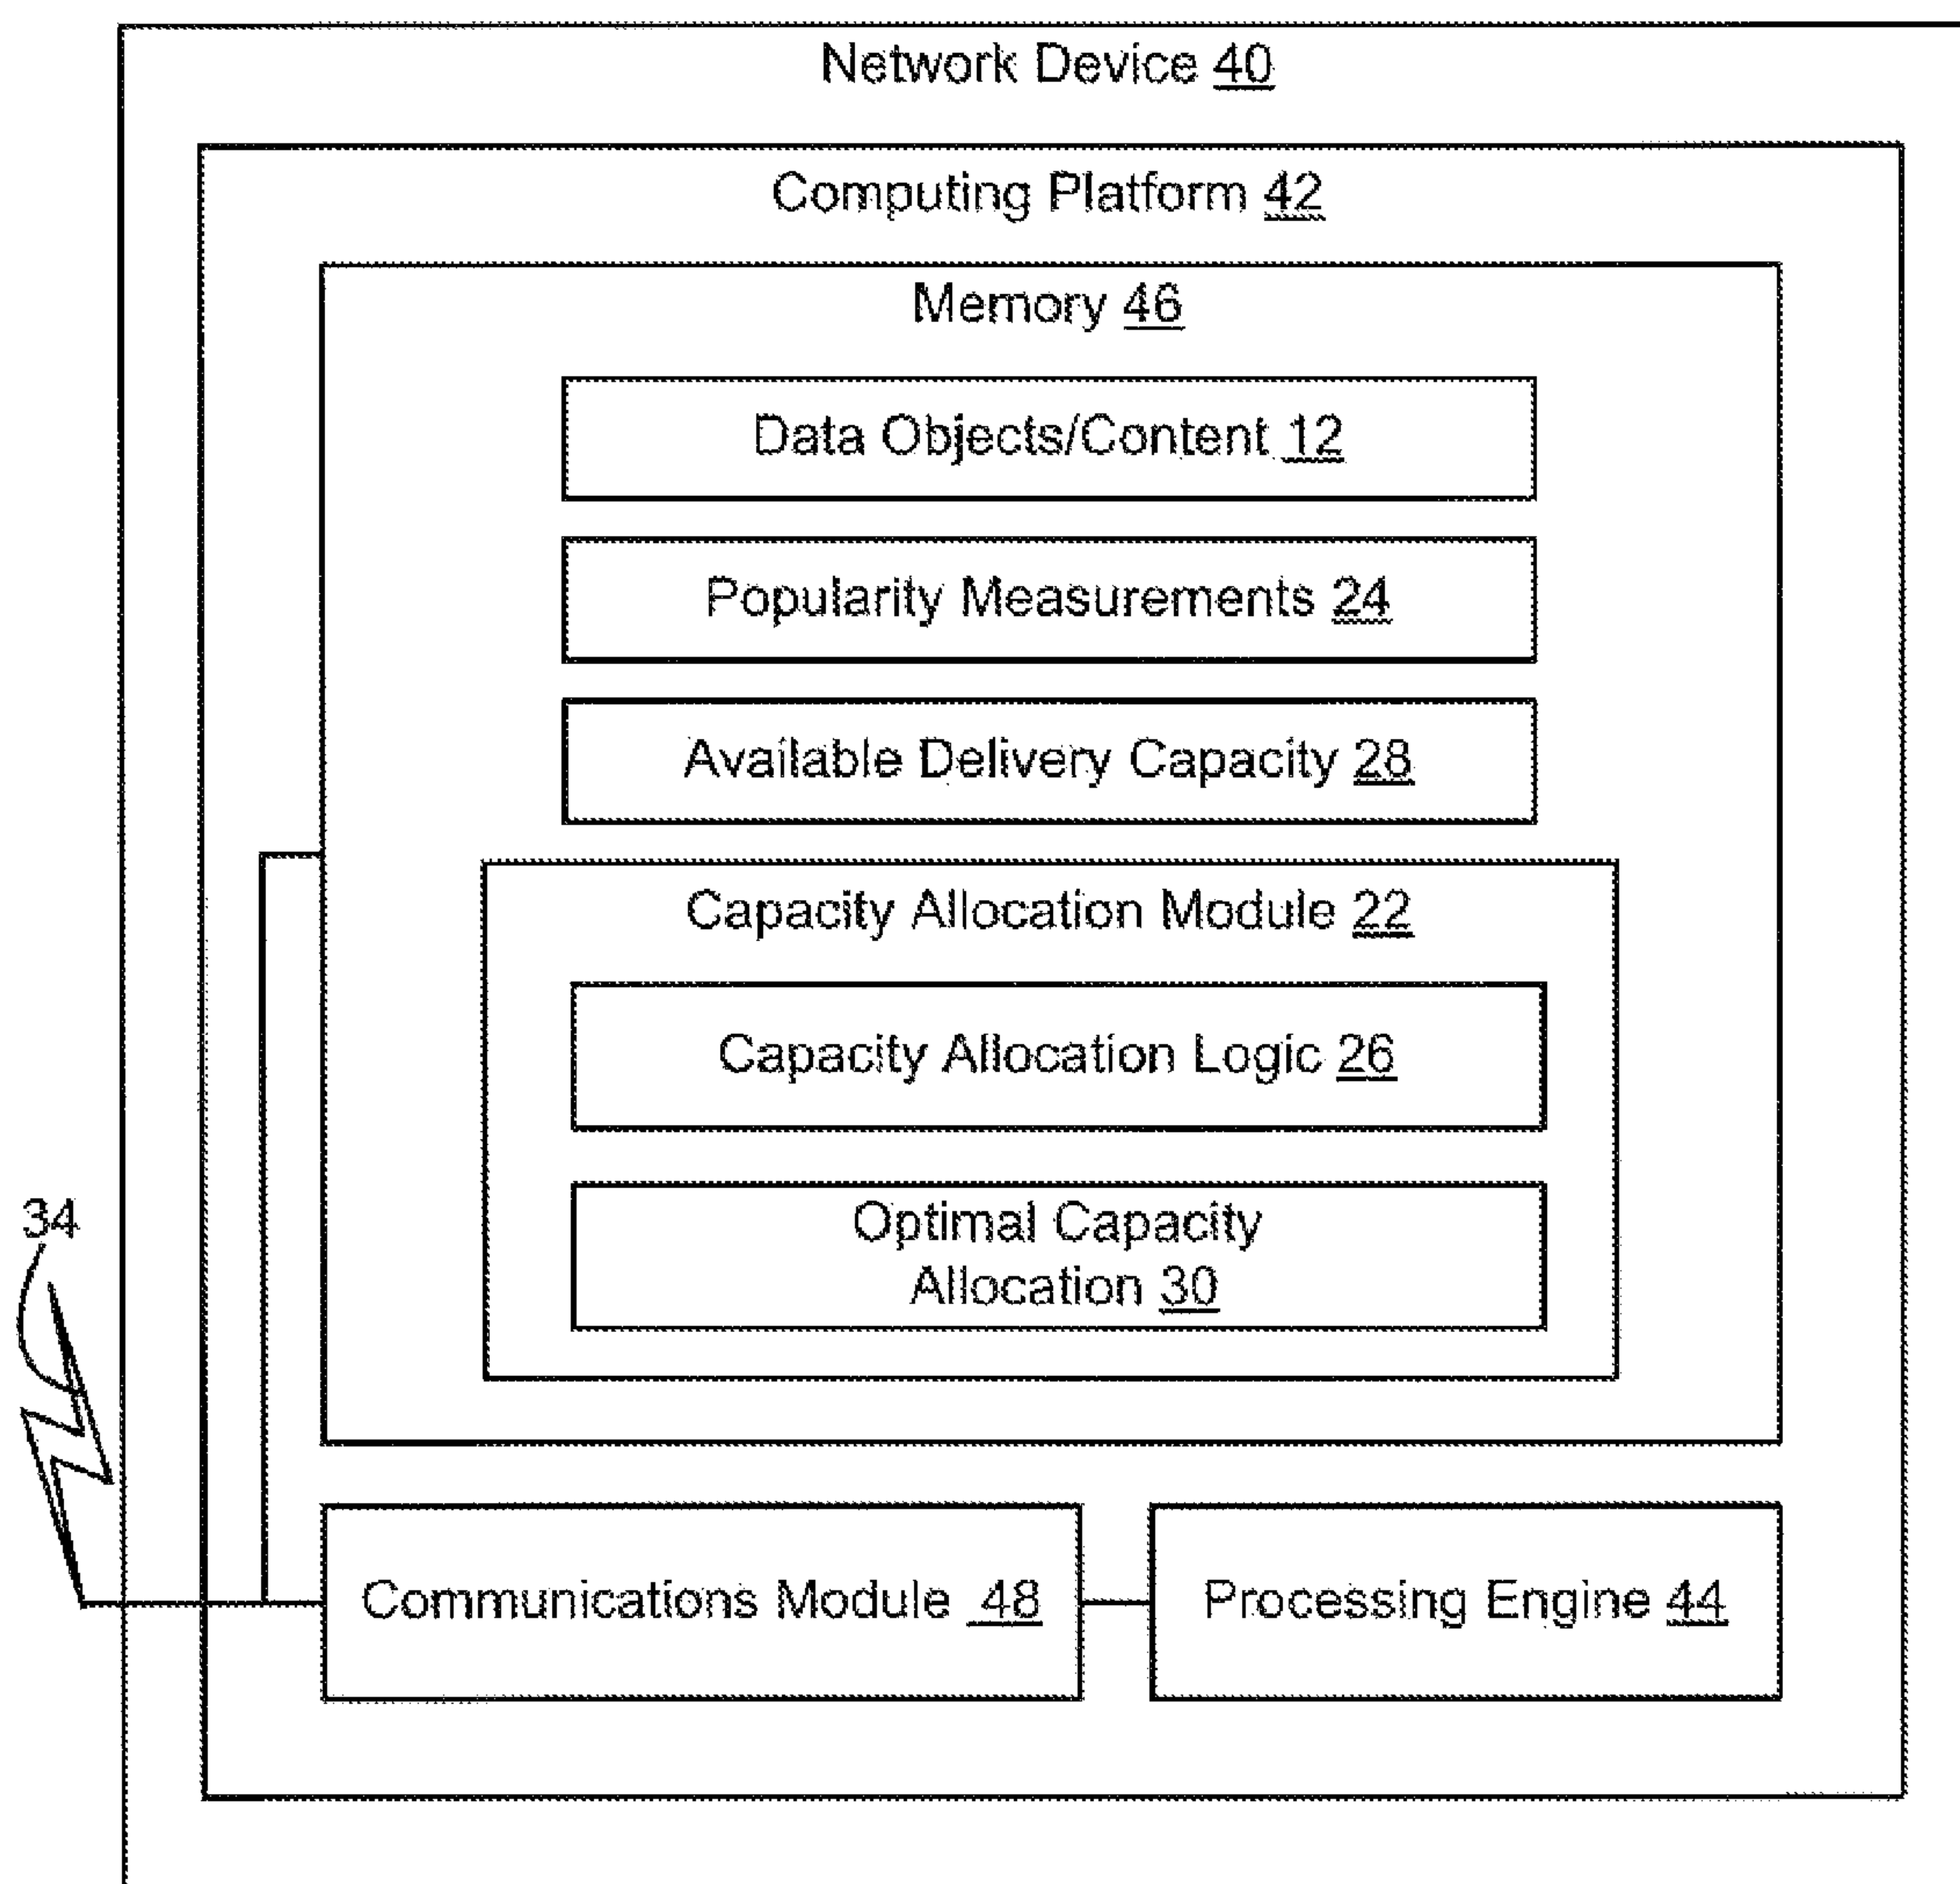 Network Device 40
Computing Platform 42
Memory 46
Data Objects/Content 12
Popularity Measurements 24
Available Delivery Capacity 28
Capacity Allocation Module 22
Capacity Allocation Logic 26
Optimal Capacity
Allocation 30
34
Communications Module 48
Processing Engine 44